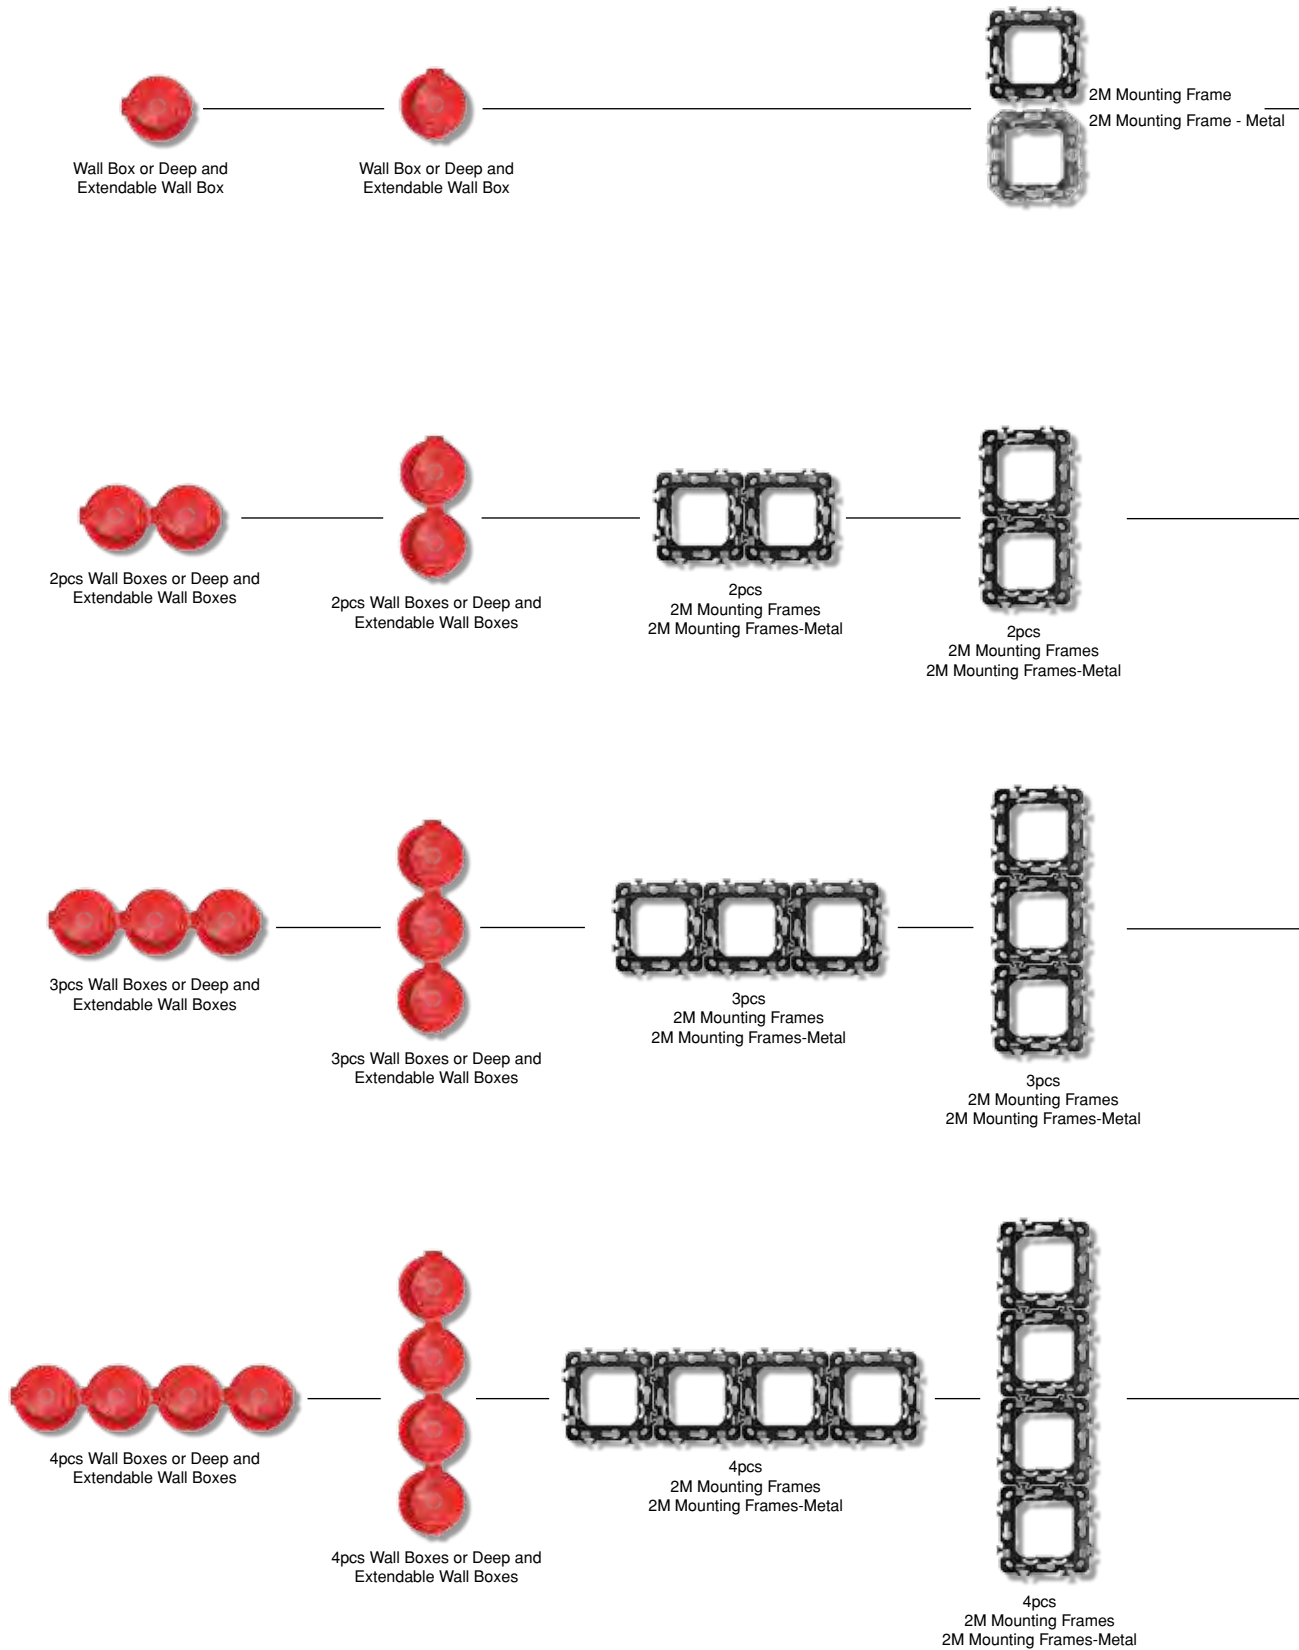 2M Mounting Frame
2M Mounting Frame - Metal
Wall Box or Deep and
Extendable Wall Box
Wall Box or Deep and
Extendable Wall Box
2pcs Wall Boxes or Deep and
Extendable Wall Boxes
2pcs Wall Boxes or Deep and
Extendable Wall Boxes
2pcs
2M Mounting Frames
2M Mounting Frames-Metal
2pcs
2M Mounting Frames
2M Mounting Frames-Metal
3pcs Wall Boxes or Deep and
Extendable Wall Boxes
3pcs Wall Boxes or Deep and
Extendable Wall Boxes
3pcs
2M Mounting Frames
2M Mounting Frames-Metal
3pcs
2M Mounting Frames
2M Mounting Frames-Metal
4pcs Wall Boxes or Deep and
Extendable Wall Boxes
4pcs Wall Boxes or Deep and
Extendable Wall Boxes
4pcs
2M Mounting Frames
2M Mounting Frames-Metal
4pcs
2M Mounting Frames
2M Mounting Frames-Metal